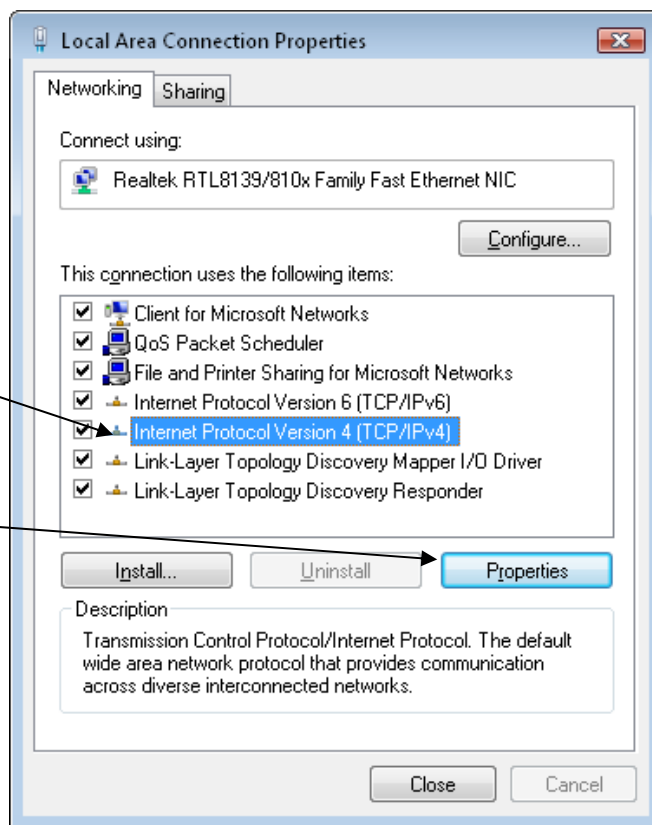 Local Area Connection Properties
Networking
Sharing
Connect using:
Realtek RTL8139/810x Family Fast Ethernet NIC
Configure...
This connection uses the following items:
Client for Microsoft Networks
QoS Packet Scheduler
File and Printer Sharing for Microsoft Networks
Internet Protocol Version 6 (TCP/IPv6)
Internet Protocol Version 4 (TCP/IPv4)
Link-Layer Topology Discovery Mapper I/O Driver
Link-Layer Topology Discovery Responder
Install...
Uninstall
Properties
Description
Transmission Control Protocol/Internet Protocol. The default
wide area network protocol that provides communication
across diverse interconnected networks.
Close
Cancel